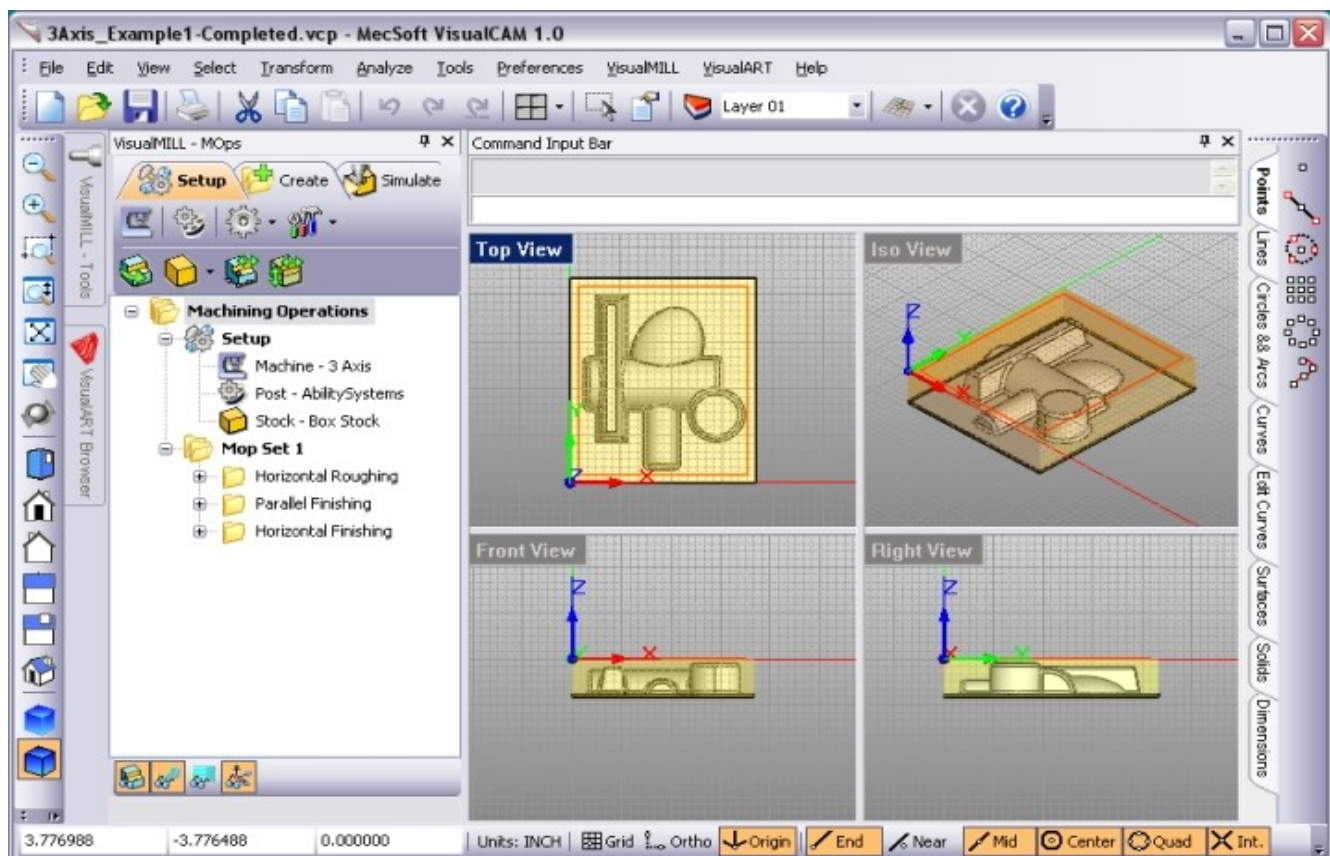 3Axis_Example1-Completed.vcp - MecSoft VisualCAM 1.0
File Edit View Select Transform Analyze Tools Preferences VisualMILL VisualART Help
Layer 01
VisualMILL - MOps
Command Input Bar
VisualMILL - Tools
VisualART Browser
Setup Create Simulate
Machining Operations
Setup
Machine - 3 Axis
Post - AbilitySystems
Stock - Box Stock
Mop Set 1
Horizontal Roughing
Parallel Finishing
Horizontal Finishing
Top View
Y
Z
X
Iso View
Z
Y
X
Front View
Z
Y
X
Right View
Z
X
Y
Points
Lines
Circles && Arcs
Curves
Edit Curves
Surfaces
Solids
Dimensions
3.776988 -3.776488 0.000000 Units: INCH Grid Ortho Origin End Near Mid Center Quad Int.